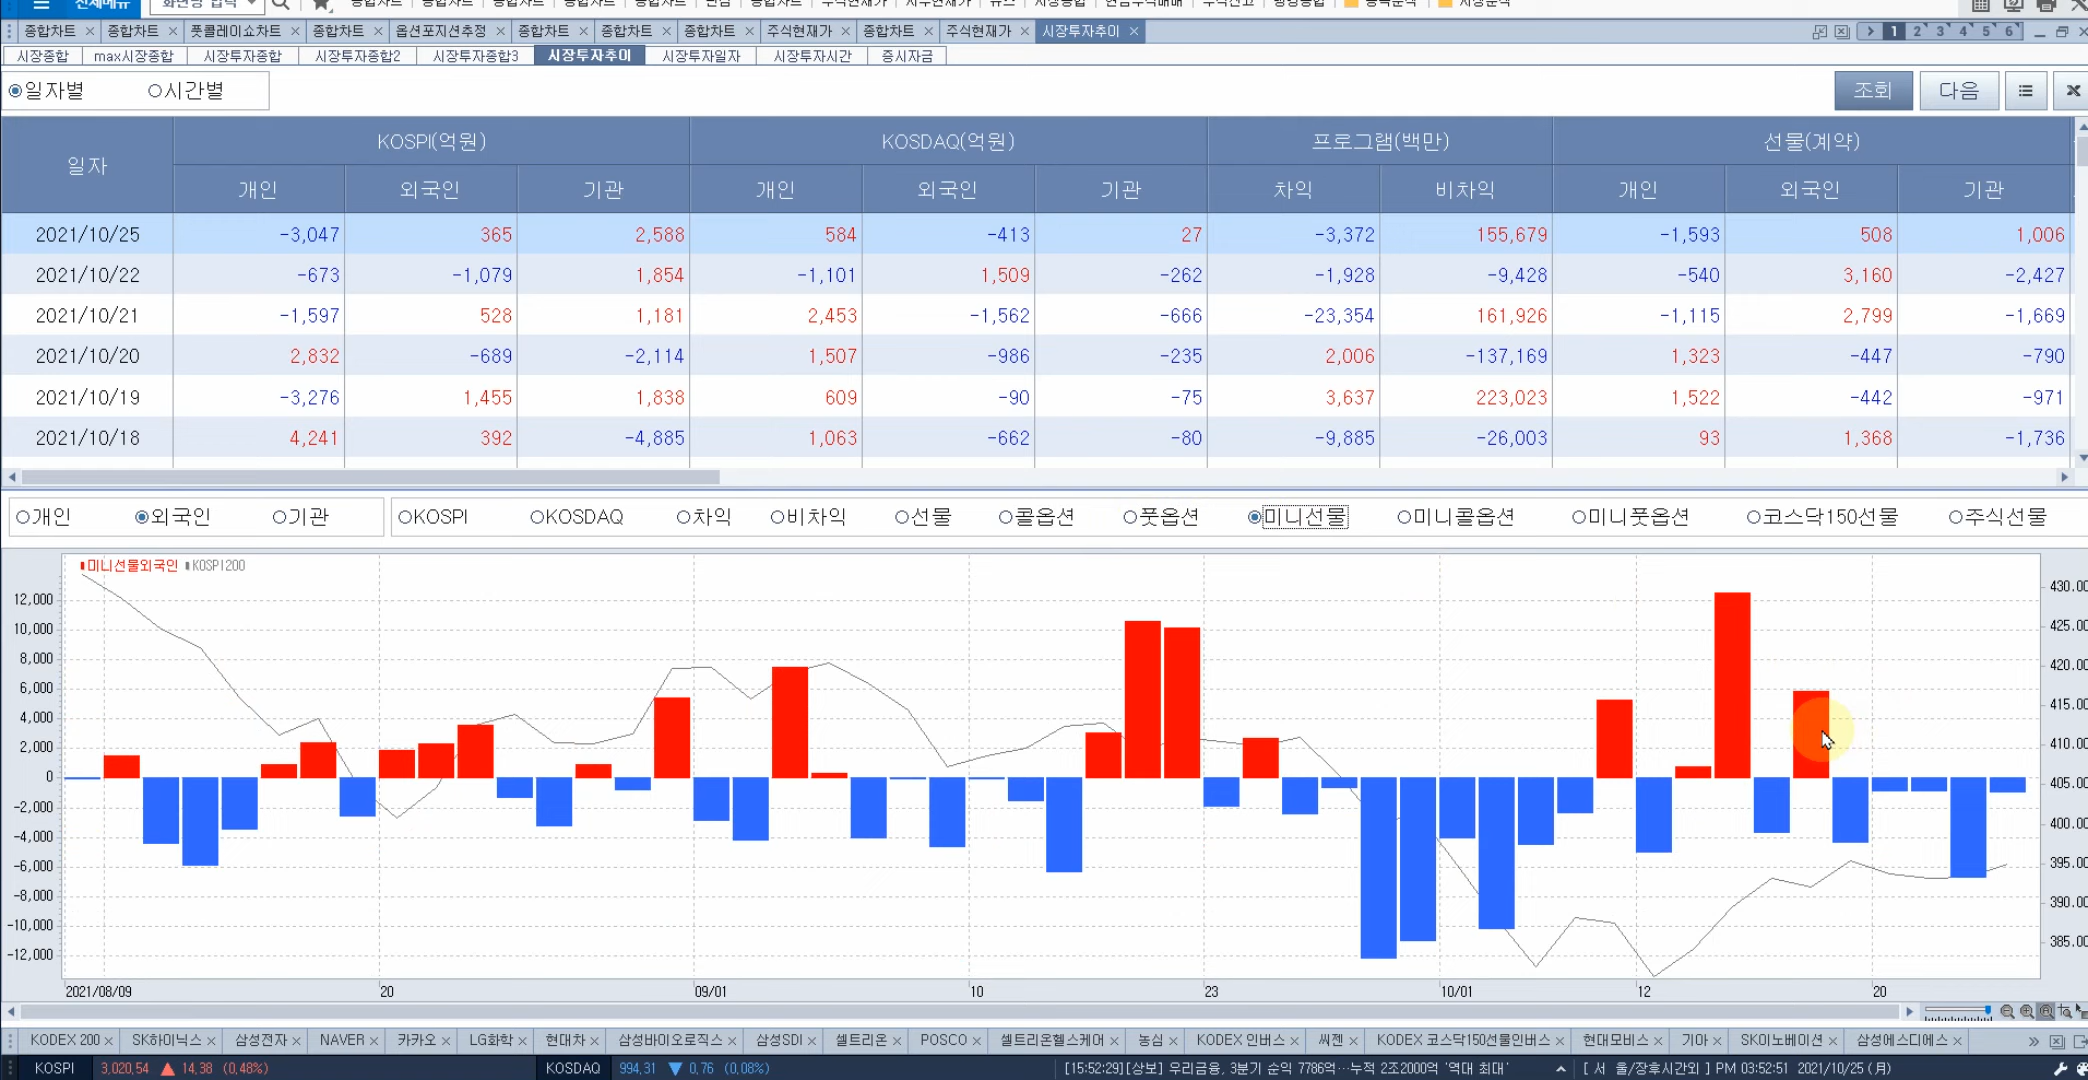 전체메뉴
종합차트 × 종합차트 × 풋콜레이쇼차트 × 종합차트 × 옵션포지션추정 × 종합차트 × 종합차트 × 종합차트 × 주식현재가 × 종합차트 × 주식현재가 × 시장투자추이 × 1 2 3 4 5 6
시장종합 max시장종합 시장투자종합 시장투자종합2 시장투자종합3 시장투자추이 시장투자일자 시장투자시간 증시자금
일자별 시간별 조회 다음
일자 KOSPI(억원) KOSDAQ(억원) 프로그램(백만) 선물(계약)
개인 외국인 기관 개인 외국인 기관 차익 비차익 개인 외국인 기관
2021/10/25 -3,047 365 2,588 584 -413 27 -3,372 155,679 -1,593 508 1,006
2021/10/22 -673 -1,079 1,854 -1,101 1,509 -262 -1,928 -9,428 -540 3,160 -2,427
2021/10/21 -1,597 528 1,181 2,453 -1,562 -666 -23,354 161,926 -1,115 2,799 -1,669
2021/10/20 2,832 -689 -2,114 1,507 -986 -235 2,006 -137,169 1,323 -447 -790
2021/10/19 -3,276 1,455 1,838 609 -90 -75 3,637 223,023 1,522 -442 -971
2021/10/18 4,241 392 -4,885 1,063 -662 -80 -9,885 -26,003 93 1,368 -1,736
개인 외국인 기관 KOSPI KOSDAQ 차익 비차익 선물 콜옵션 풋옵션 미니선물 미니콜옵션 미니풋옵션 코스닥150선물 주식선물
미니선물외국인 KOSPI200
12,000
10,000
8,000
6,000
4,000
2,000
0
-2,000
-4,000
-6,000
-8,000
-10,000
-12,000
430.00
425.00
420.00
415.00
410.00
405.00
400.00
395.00
390.00
385.00
2021/08/09 20 09/01 10 23 10/01 12 20
KODEX 200 × SK하이닉스 × 삼성전자 × NAVER × 카카오 × LG화학 × 현대차 × 삼성바이오로직스 × 삼성SDI × 셀트리온 × POSCO × 셀트리온헬스케어 × 농심 × KODEX 인버스 × 씨젠 × KODEX 코스닥150선물인버스 × 현대모비스 × 기아 × SK이노베이션 × 삼성에스디에스 ×
KOSPI 3,020,54 ▲ 14,38 (0,48%) KOSDAQ 994,31 ▼ 0,76 (0,08%) [15:52:29][상보] 우리금융, 3분기 순익 7786억…누적 2조2000억 '역대 최대' [ 서 울/장후시간외 ] PM 03:52:51 2021/10/25 (월)